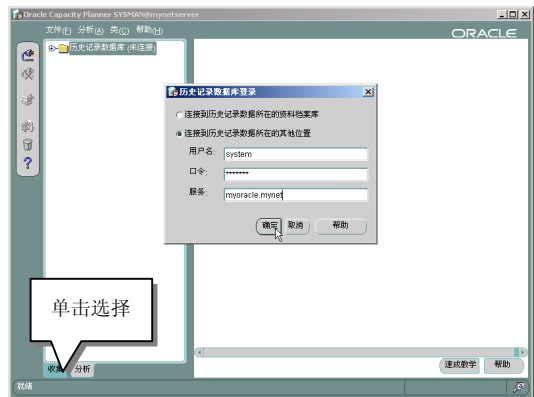 Oracle Capacity Planner SYSMAN@mynetserver
文件(F) 分析(A) 类(C) 帮助(H)
ORACLE
历史记录数据库 (未连接)
历史记录数据库登录
连接到历史记录数据所在的资料档案库
连接到历史记录数据所在的其他位置
用户名: system
口令: *******
服务: myoracle.mynet
确定 取消 帮助
单击选择
收集 分析
速成教学 帮助
就绪